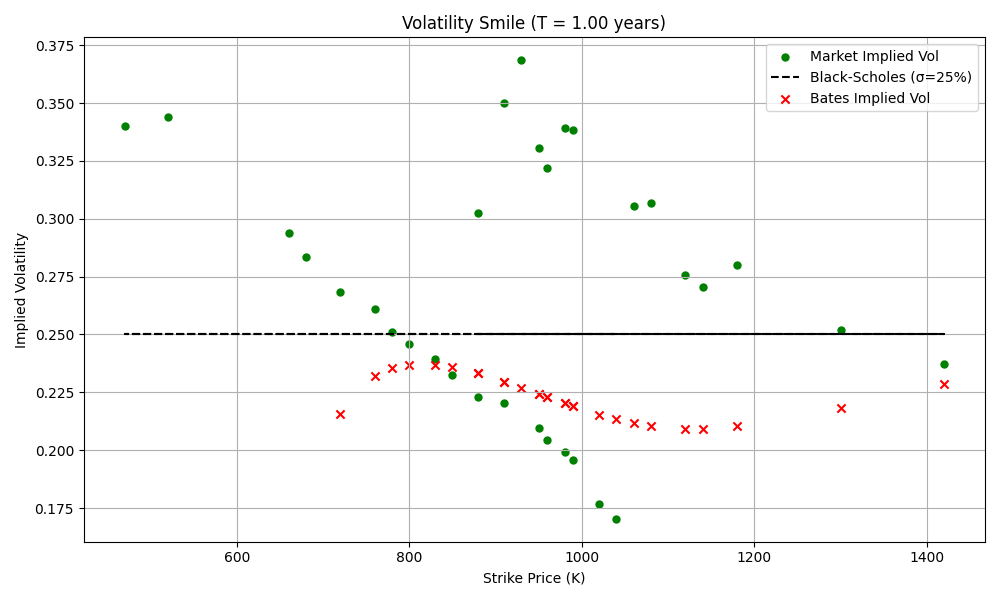 Volatility Smile (T = 1.00 years)
Market Implied Vol
Black-Scholes (σ=25%)
Bates Implied Vol
Implied Volatility
0.375
0.350
0.325
0.300
0.275
0.250
0.225
0.200
0.175
600 800 1000 1200 1400
Strike Price (K)